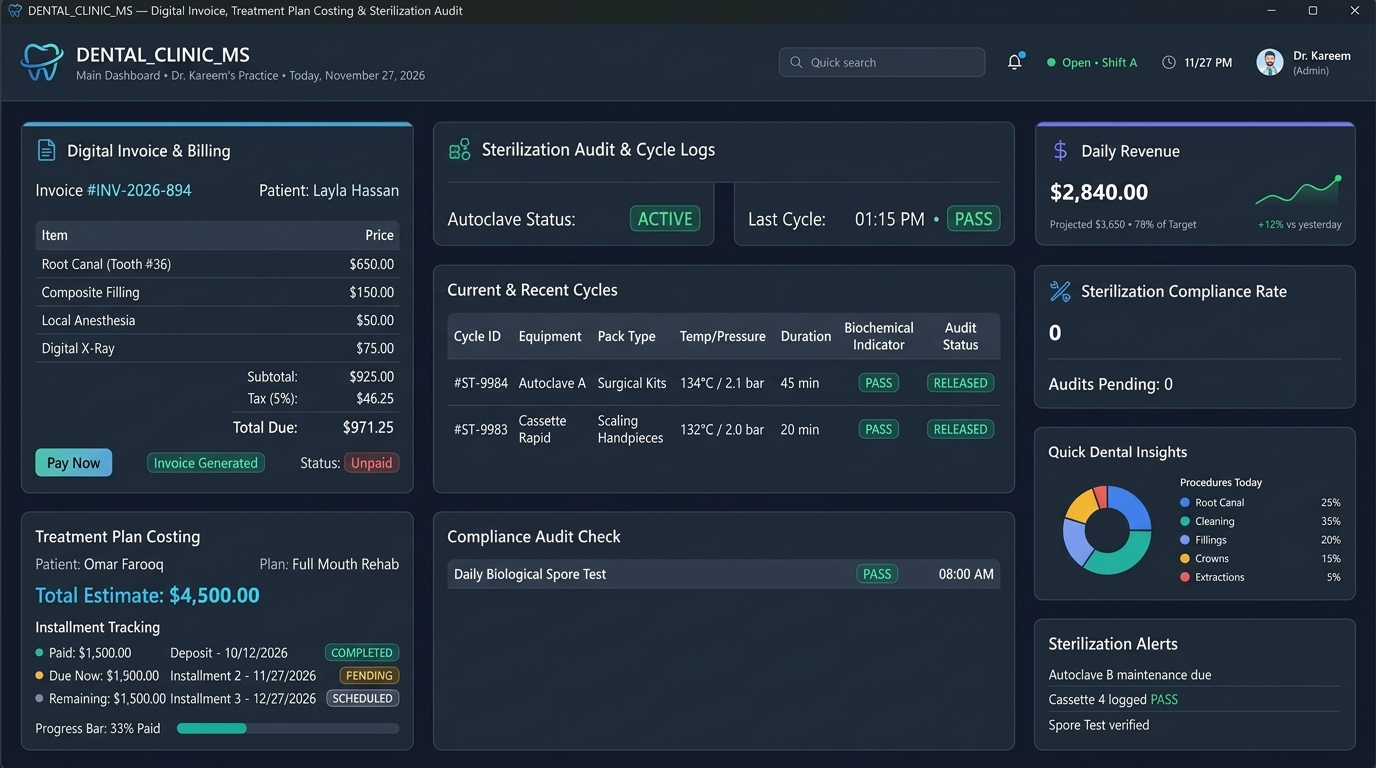 DENTAL_CLINIC_MS — Digital Invoice, Treatment Plan Costing & Sterilization Audit
DENTAL_CLINIC_MS
Main Dashboard • Dr. Kareem's Practice • Today, November 27, 2026
Quick search
Open • Shift A
11/27 PM
Dr. Kareem
(Admin)
Digital Invoice & Billing
Invoice #INV-2026-894 Patient: Layla Hassan
Item Price
Root Canal (Tooth #36) $650.00
Composite Filling $150.00
Local Anesthesia $50.00
Digital X-Ray $75.00
Subtotal: $925.00
Tax (5%): $46.25
Total Due: $971.25
Pay Now Invoice Generated Status: Unpaid
Treatment Plan Costing
Patient: Omar Farooq Plan: Full Mouth Rehab
Total Estimate: $4,500.00
Installment Tracking
Paid: $1,500.00 Deposit - 10/12/2026 COMPLETED
Due Now: $1,900.00 Installment 2 - 11/27/2026 PENDING
Remaining: $1,500.00 Installment 3 - 12/27/2026 SCHEDULED
Progress Bar: 33% Paid
Sterilization Audit & Cycle Logs
Autoclave Status: ACTIVE
Last Cycle: 01:15 PM • PASS
Current & Recent Cycles
Cycle ID Equipment Pack Type Temp/Pressure Duration Biochemical Indicator Audit Status
#ST-9984 Autoclave A Surgical Kits 134°C / 2.1 bar 45 min PASS RELEASED
#ST-9983 Cassette Rapid Scaling Handpieces 132°C / 2.0 bar 20 min PASS RELEASED
Compliance Audit Check
Daily Biological Spore Test PASS 08:00 AM
Daily Revenue
$2,840.00
Projected $3,650 • 78% of Target
+12% vs yesterday
Sterilization Compliance Rate
0
Audits Pending: 0
Quick Dental Insights
Procedures Today
Root Canal 25%
Cleaning 35%
Fillings 20%
Crowns 15%
Extractions 5%
Sterilization Alerts
Autoclave B maintenance due
Cassette 4 logged PASS
Spore Test verified